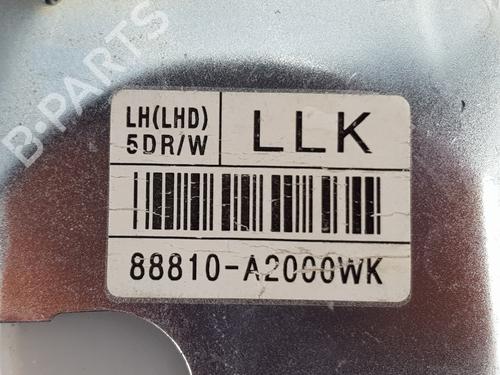 LH(LHD)
5DR/W
LLK
88810-A2000WK
B-PARTS